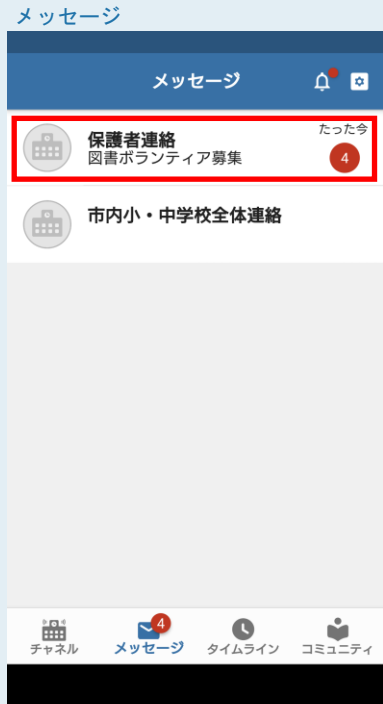 メッセージ
メッセージ
たった今
保護者連絡
図書ボランティア募集
4
市内小・中学校全体連絡
4
チャネル
メッセージ
タイムライン
コミュニティ